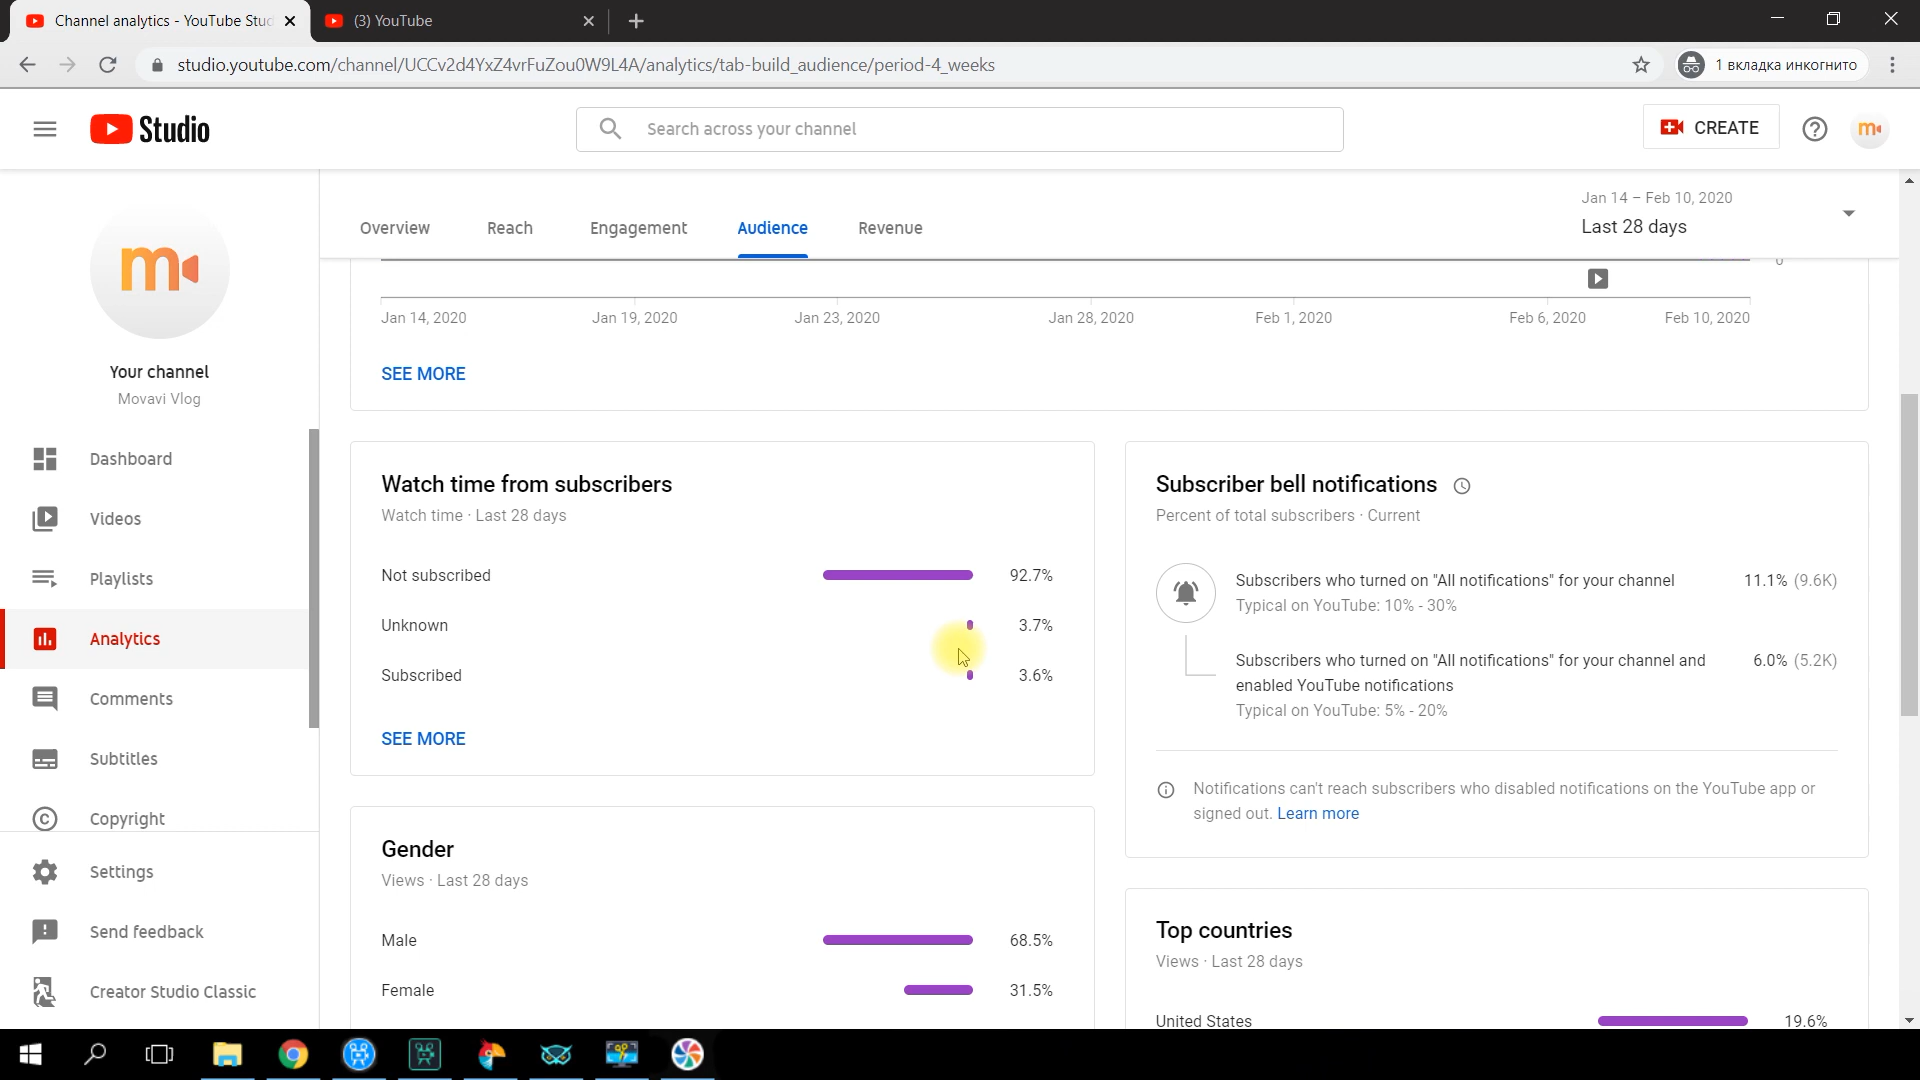 Channel analytics - YouTube Stud
(3) YouTube
studio.youtube.com/channel/UCCv2d4YxZ4vrFuZou0W9L4A/analytics/tab-build_audience/period-4_weeks
1 вкладка инкогнито
Studio
Search across your channel
CREATE
Your channel
Movavi Vlog
Dashboard
Videos
Playlists
Analytics
Comments
Subtitles
Copyright
Settings
Send feedback
Creator Studio Classic
Overview
Reach
Engagement
Audience
Revenue
Jan 14 – Feb 10, 2020
Last 28 days
0
Jan 14, 2020
Jan 19, 2020
Jan 23, 2020
Jan 28, 2020
Feb 1, 2020
Feb 6, 2020
Feb 10, 2020
SEE MORE
Watch time from subscribers
Watch time · Last 28 days
Not subscribed 92.7%
Unknown 3.7%
Subscribed 3.6%
SEE MORE
Gender
Views · Last 28 days
Male 68.5%
Female 31.5%
Subscriber bell notifications
Percent of total subscribers · Current
Subscribers who turned on "All notifications" for your channel 11.1% (9.6K)
Typical on YouTube: 10% - 30%
Subscribers who turned on "All notifications" for your channel and 6.0% (5.2K)
enabled YouTube notifications
Typical on YouTube: 5% - 20%
Notifications can't reach subscribers who disabled notifications on the YouTube app or
signed out. Learn more
Top countries
Views · Last 28 days
United States 19.6%